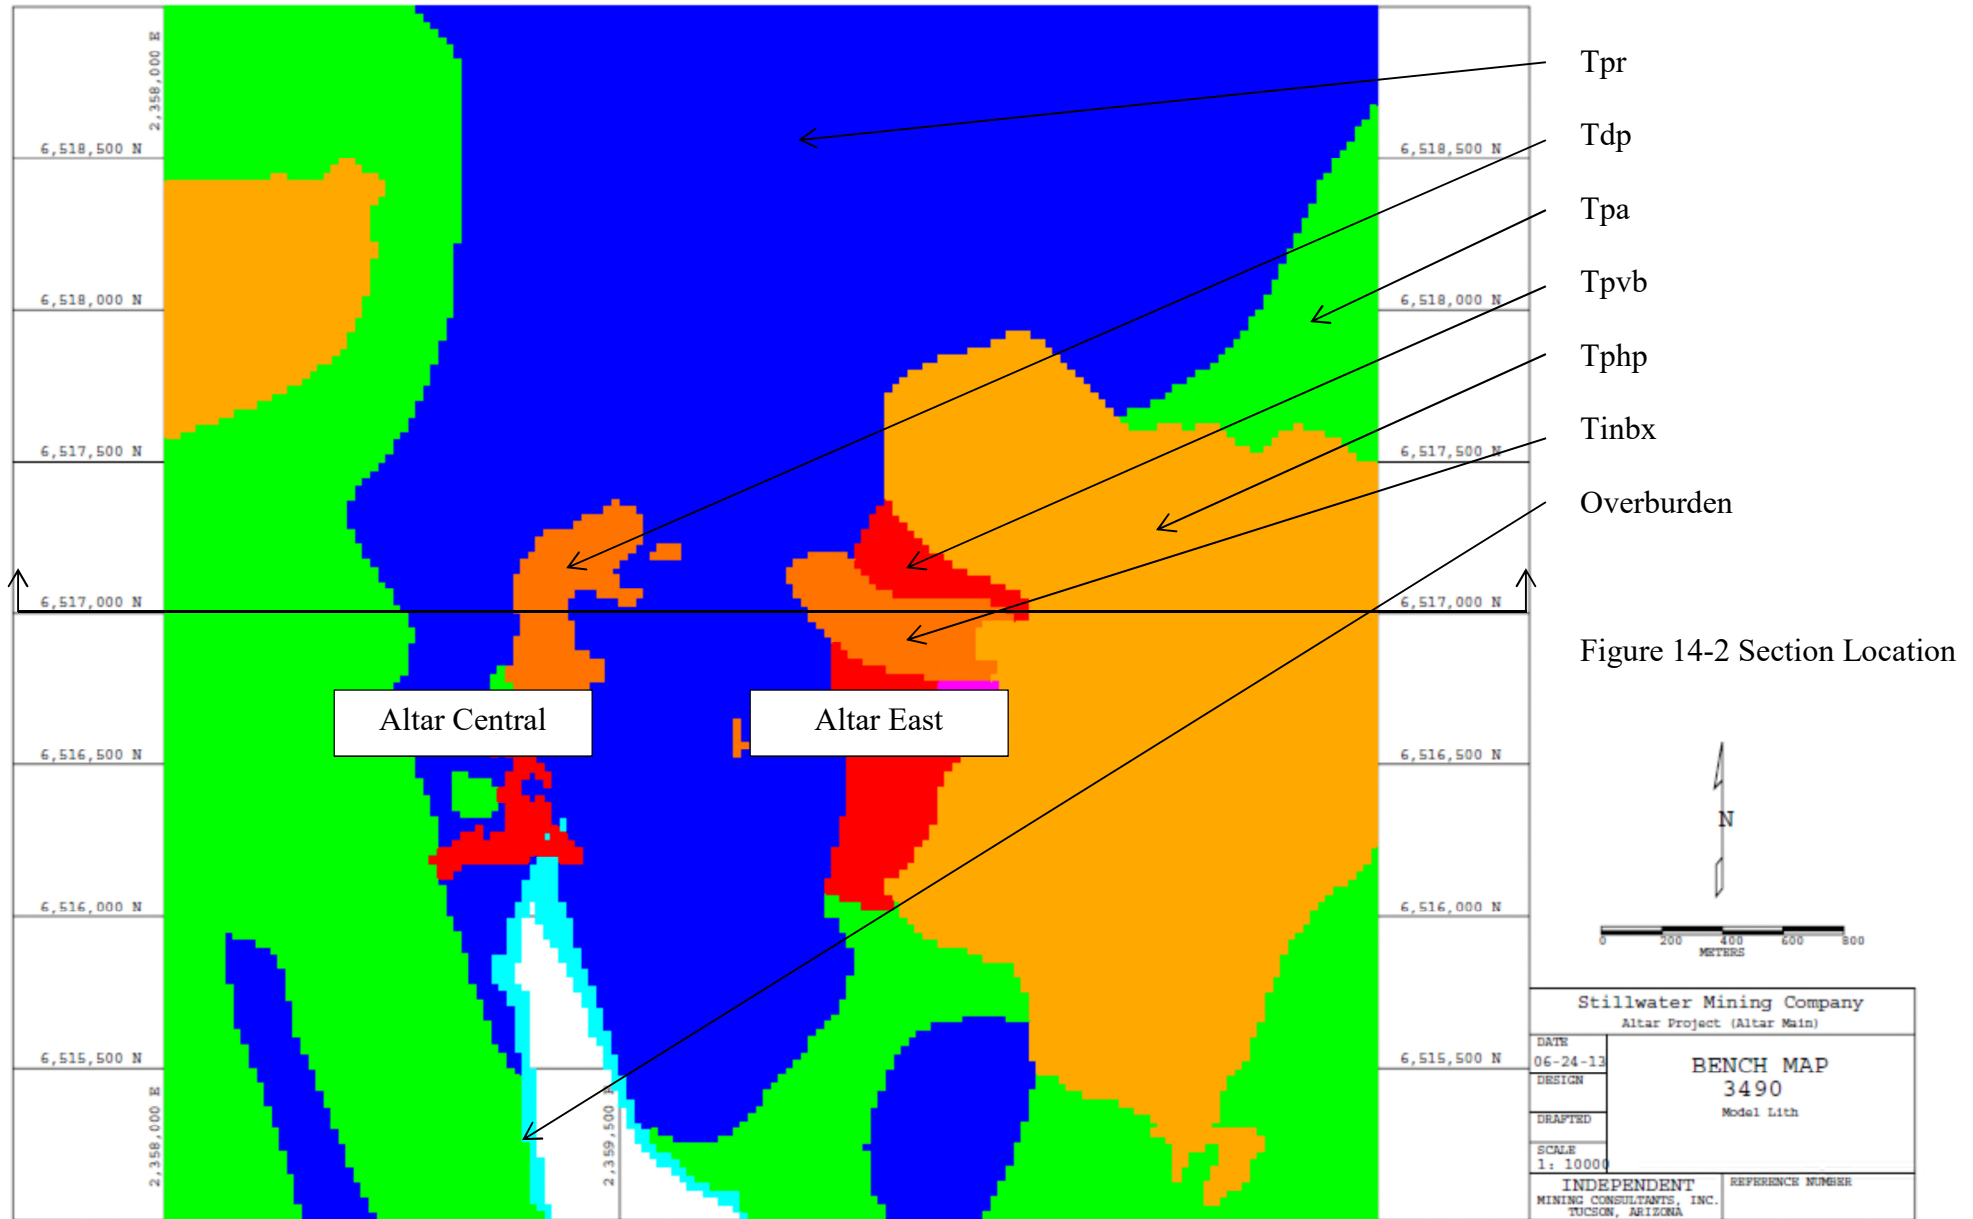 2,358,000 E
Tpr
6,518,500 N
6,518,500 N
Tdp
Tpa
6,518,000 N
6,518,000 N
Tpvb
Tphp
Tinbx
6,517,500 N
6,517,500 N
Overburden
6,517,000 N
6,517,000 N
Figure 14-2 Section Location
Altar Central
Altar East
6,516,500 N
6,516,500 N
N
6,516,000 N
6,516,000 N
0 200 400 600 800
METERS
6,515,500 N
6,515,500 N
2,358,000 E
2,359,500 E
Stillwater Mining Company
Altar Project (Altar Main)
DATE
06-24-13
DESIGN
DRAFTED
SCALE
1: 10000
BENCH MAP
3490
Model Lith
INDEPENDENT
MINING CONSULTANTS, INC.
TUCSON, ARIZONA
REFERENCE NUMBER